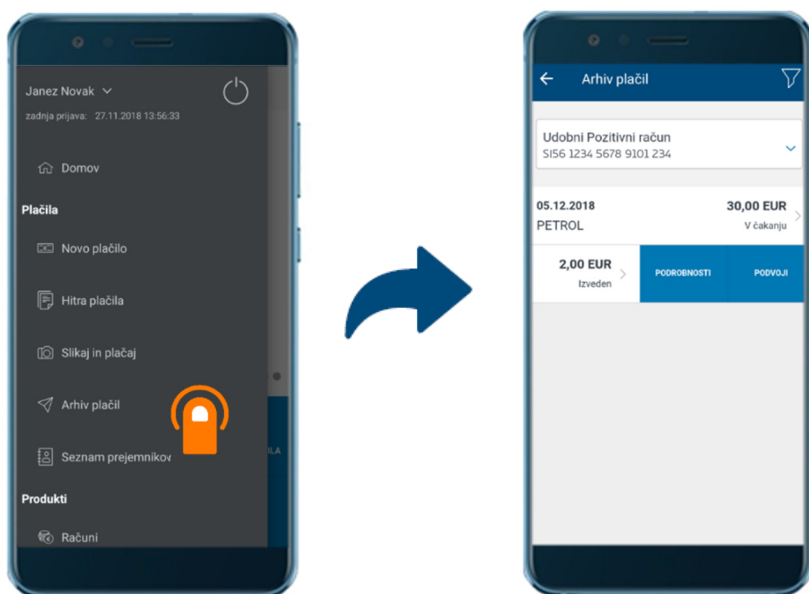 Janez Novak
zadnja prijava: 27.11.2018 13:56:33
Domov
Plačila
Novo plačilo
Hitra plačila
Slikaj in plačaj
Arhiv plačil
Seznam prejemnikov
ILA
Produkti
Računi
Arhiv plačil
Udobni Pozitivni račun
SI56 1234 5678 9101 234
05.12.2018 30,00 EUR
PETROL V čakanju
2,00 EUR PODROBNOSTI PODVOJI
Izveden